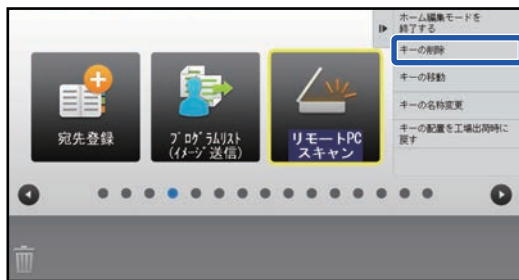 ホーム編集モードを
終了する
キーの削除
キーの移動
キーの名称変更
キーの配置を工場出荷時に
戻す
宛先登録
プログラムリスト
(イメージ送信)
リモートPC
スキャン